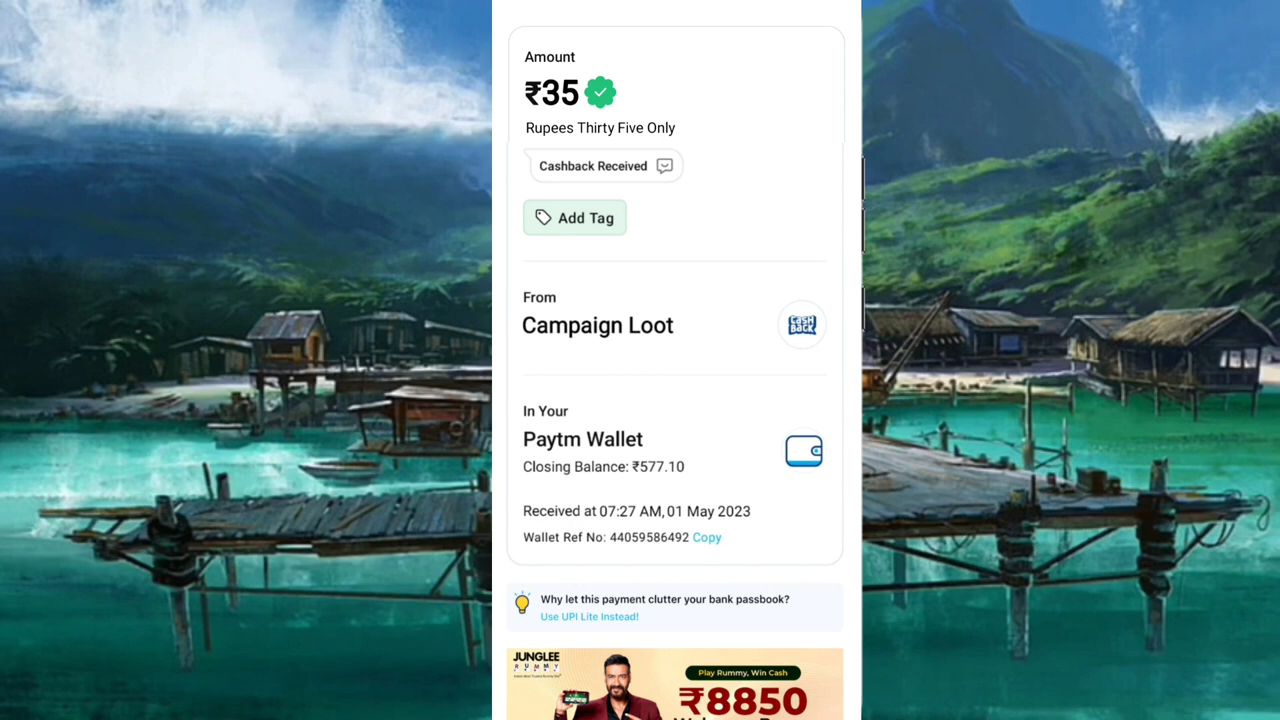 Amount
₹35
Rupees Thirty Five Only
Cashback Received
Add Tag
From
Campaign Loot
CASH
BACK
In Your
Paytm Wallet
Closing Balance: ₹577.10
Received at 07:27 AM, 01 May 2023
Wallet Ref No: 44059586492 Copy
Why let this payment clutter your bank passbook?
Use UPI Lite Instead!
JUNGLEE
RUMMY
Play Rummy, Win Cash
₹8850